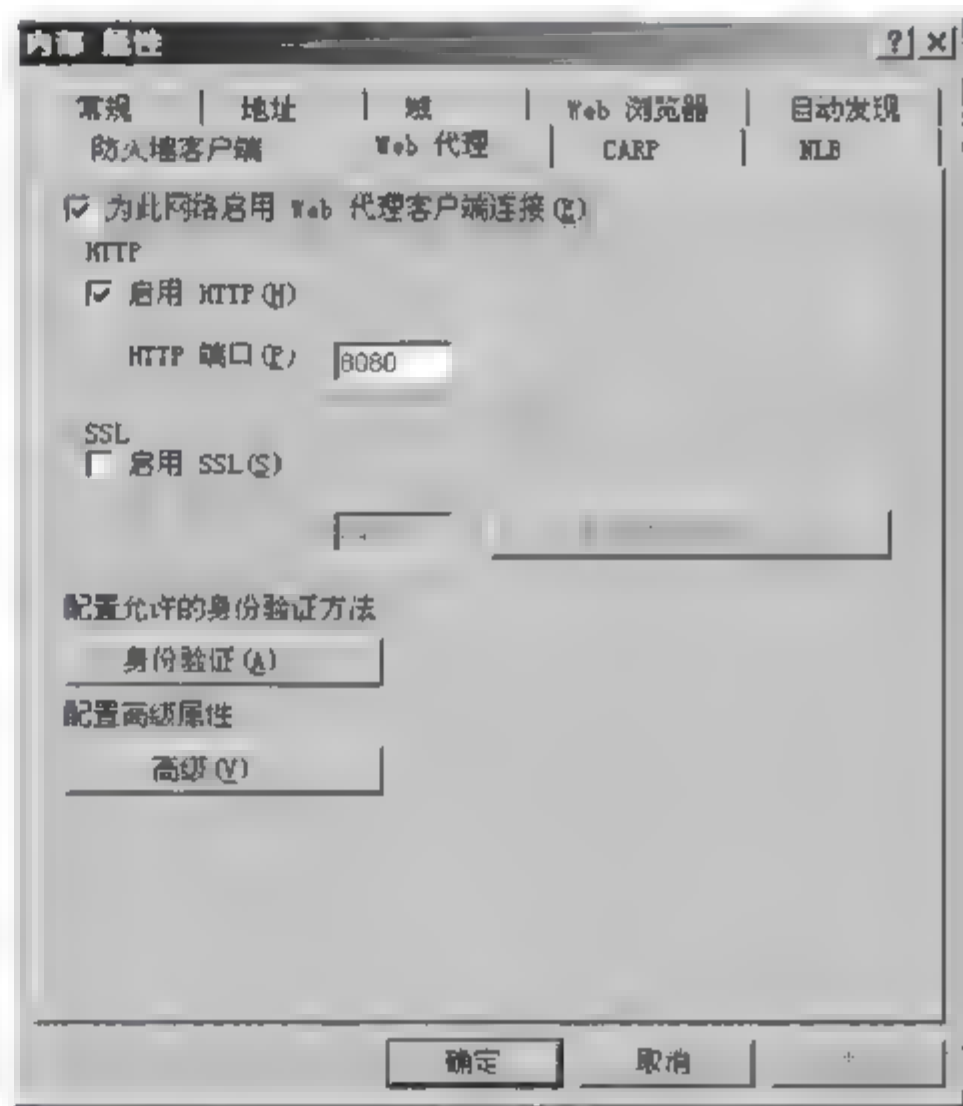 内部 属性
常规 地址 域 Web 浏览器 自动发现
防火墙客户端 Web 代理 CARP NLB
为此网络启用 Web 代理客户端连接(E)
HTTP
启用 HTTP(H)
HTTP 端口(P) 8080
SSL
启用 SSL(S)
配置允许的身份验证方法
身份验证(A)
配置高级属性
高级(V)
确定 取消